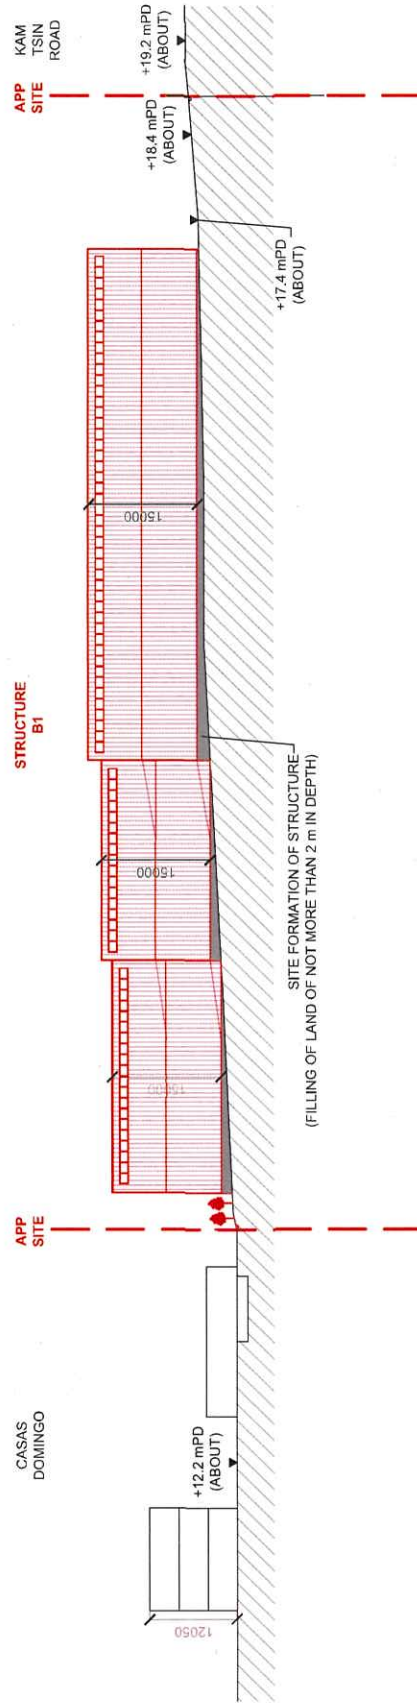 CASAS
DOMINGO
APP
SITE
STRUCTURE
B1
APP
SITE
KAM
TSIN
ROAD
12050
+12.2 mPD
(ABOUT)
15000
15000
15000
+17.4 mPD
(ABOUT)
+18.4 mPD
(ABOUT)
+19.2 mPD
(ABOUT)
SITE FORMATION OF STRUCTURE
(FILLING OF LAND OF NOT MORE THAN 2 m IN DEPTH)